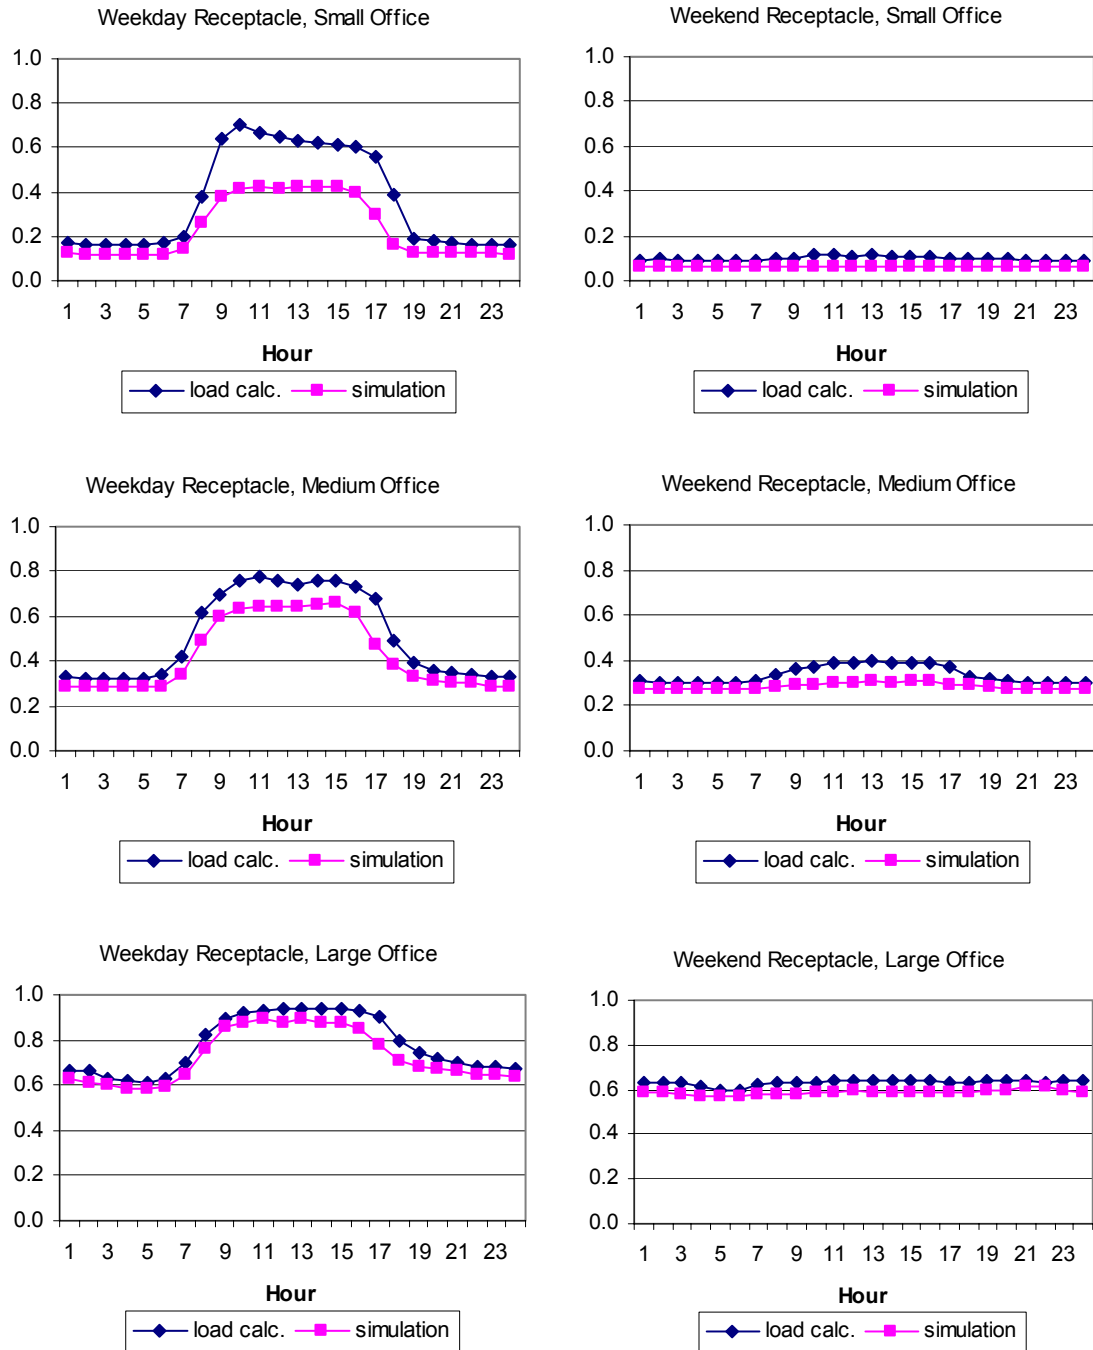 Weekday Receptacle, Small Office
1.0
0.8
0.6
0.4
0.2
0.0
1 3 5 7 9 11 13 15 17 19 21 23
Hour
load calc. simulation
Weekend Receptacle, Small Office
1.0
0.8
0.6
0.4
0.2
0.0
1 3 5 7 9 11 13 15 17 19 21 23
Hour
load calc. simulation
Weekday Receptacle, Medium Office
1.0
0.8
0.6
0.4
0.2
0.0
1 3 5 7 9 11 13 15 17 19 21 23
Hour
load calc. simulation
Weekend Receptacle, Medium Office
1.0
0.8
0.6
0.4
0.2
0.0
1 3 5 7 9 11 13 15 17 19 21 23
Hour
load calc. simulation
Weekday Receptacle, Large Office
1.0
0.8
0.6
0.4
0.2
0.0
1 3 5 7 9 11 13 15 17 19 21 23
Hour
load calc. simulation
Weekend Receptacle, Large Office
1.0
0.8
0.6
0.4
0.2
0.0
1 3 5 7 9 11 13 15 17 19 21 23
Hour
load calc. simulation